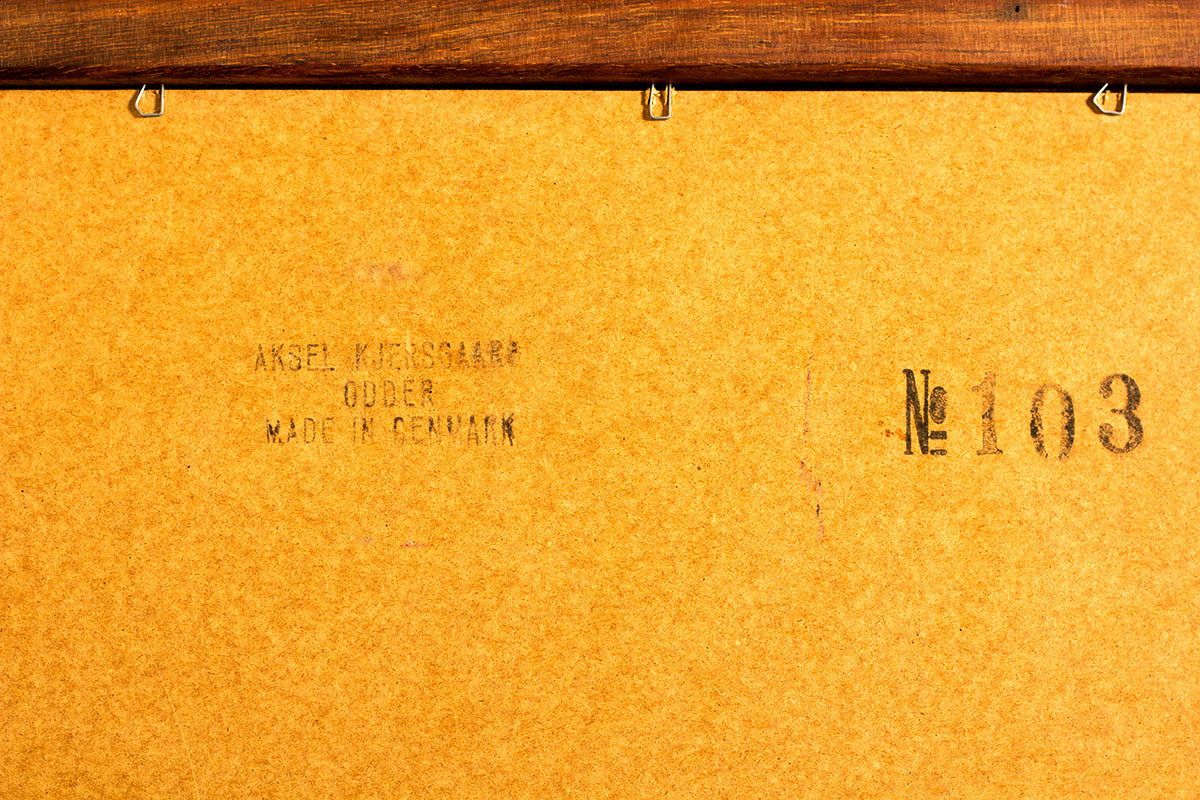 AKSEL KJERSGAARD
ODDER
MADE IN DENMARK
№ 103